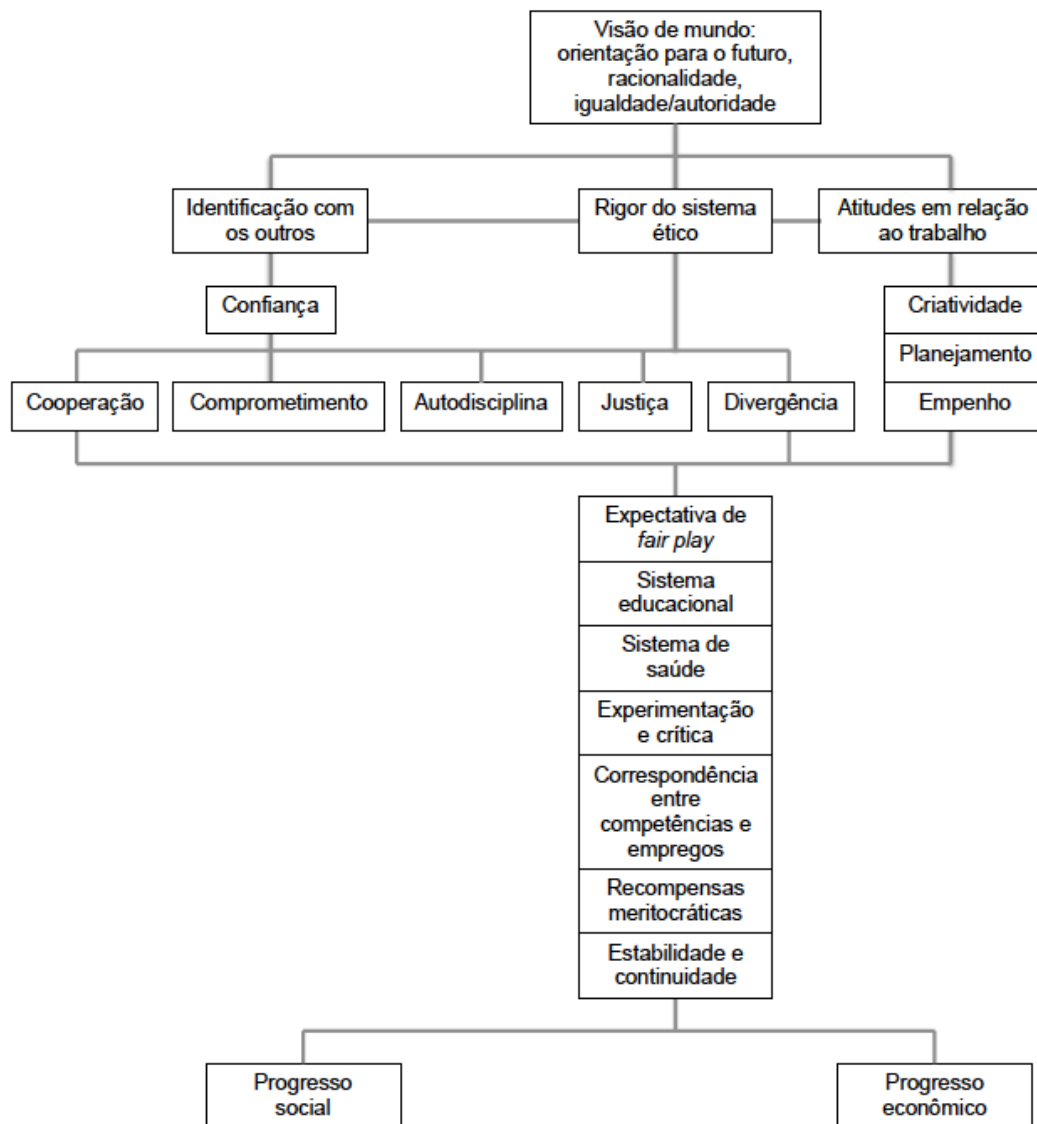 Visão de mundo:
orientação para o futuro,
racionalidade,
igualdade/autoridade
Identificação com
os outros
Rigor do sistema
ético
Atitudes em relação
ao trabalho
Confiança
Criatividade
Planejamento
Cooperação
Comprometimento
Autodisciplina
Justiça
Divergência
Empenho
Expectativa de
fair play
Sistema
educacional
Sistema de
saúde
Experimentação
e crítica
Correspondência
entre
competências e
empregos
Recompensas
meritocráticas
Estabilidade e
continuidade
Progresso
social
Progresso
econômico